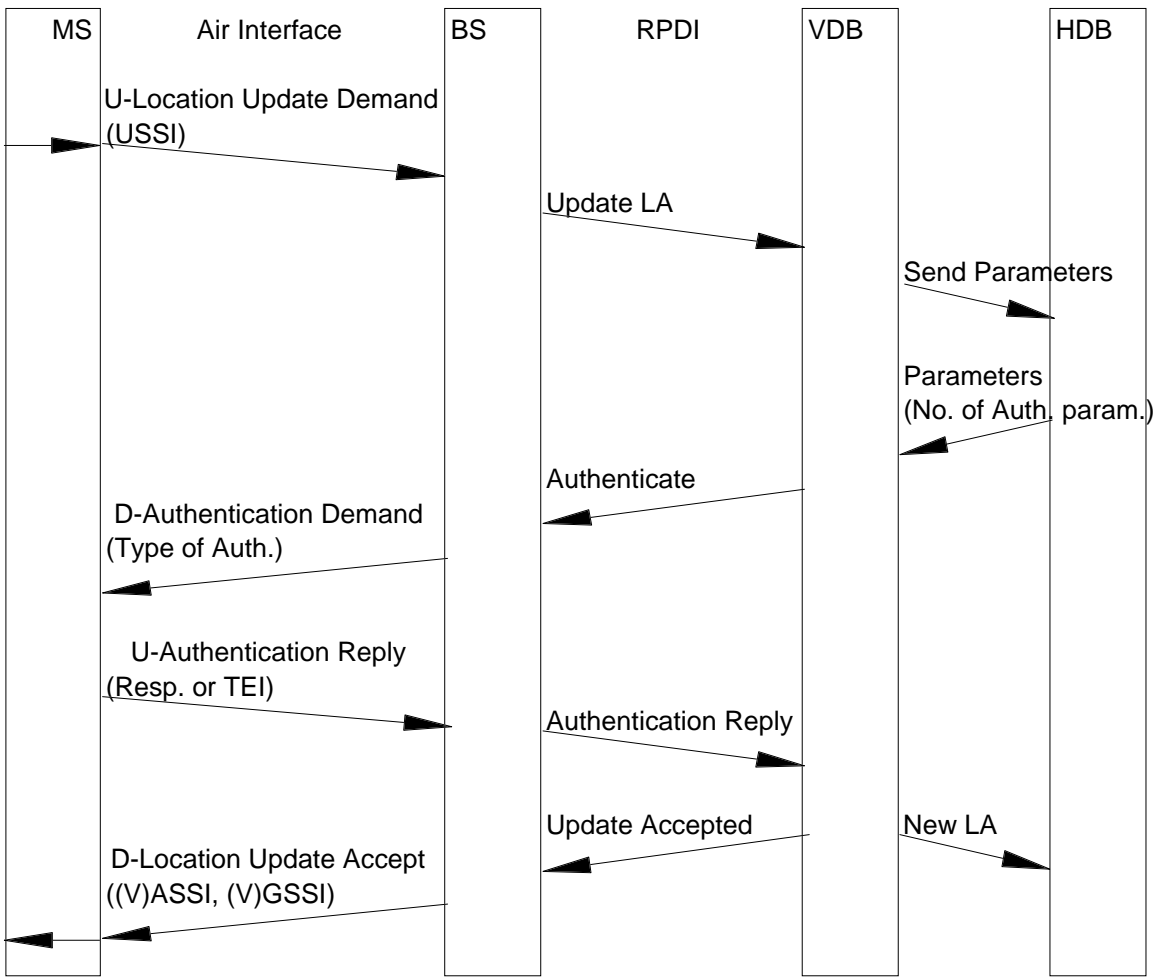 MS Air Interface BS RPDI VDB HDB
U-Location Update Demand
(USSI)
Update LA
Send Parameters
Parameters
(No. of Auth. param.)
Authenticate
D-Authentication Demand
(Type of Auth.)
U-Authentication Reply
(Resp. or TEI)
Authentication Reply
Update Accepted New LA
D-Location Update Accept
((V)ASSI, (V)GSSI)